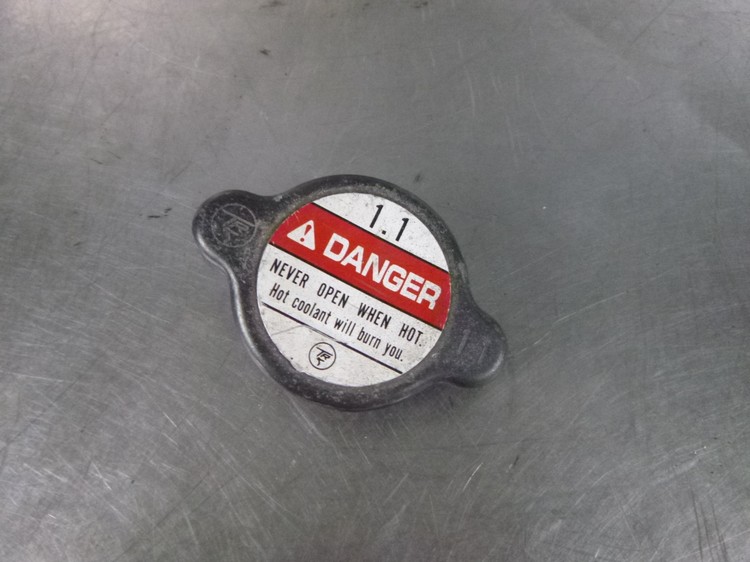 1.1
DANGER
NEVER OPEN WHEN HOT.
Hot coolant will burn you.